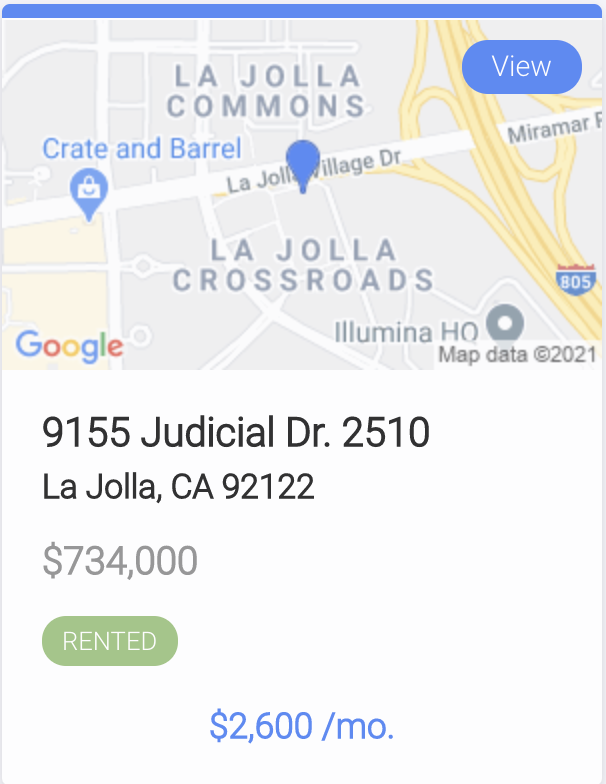 View
LA JOLLA
COMMONS
Miramar R
Crate and Barrel
La Jolla Village Dr
LA JOLLA
CROSSROADS
805
Illumina HQ
Google
Map data ©2021
9155 Judicial Dr. 2510
La Jolla, CA 92122
$734,000
RENTED
$2,600 /mo.